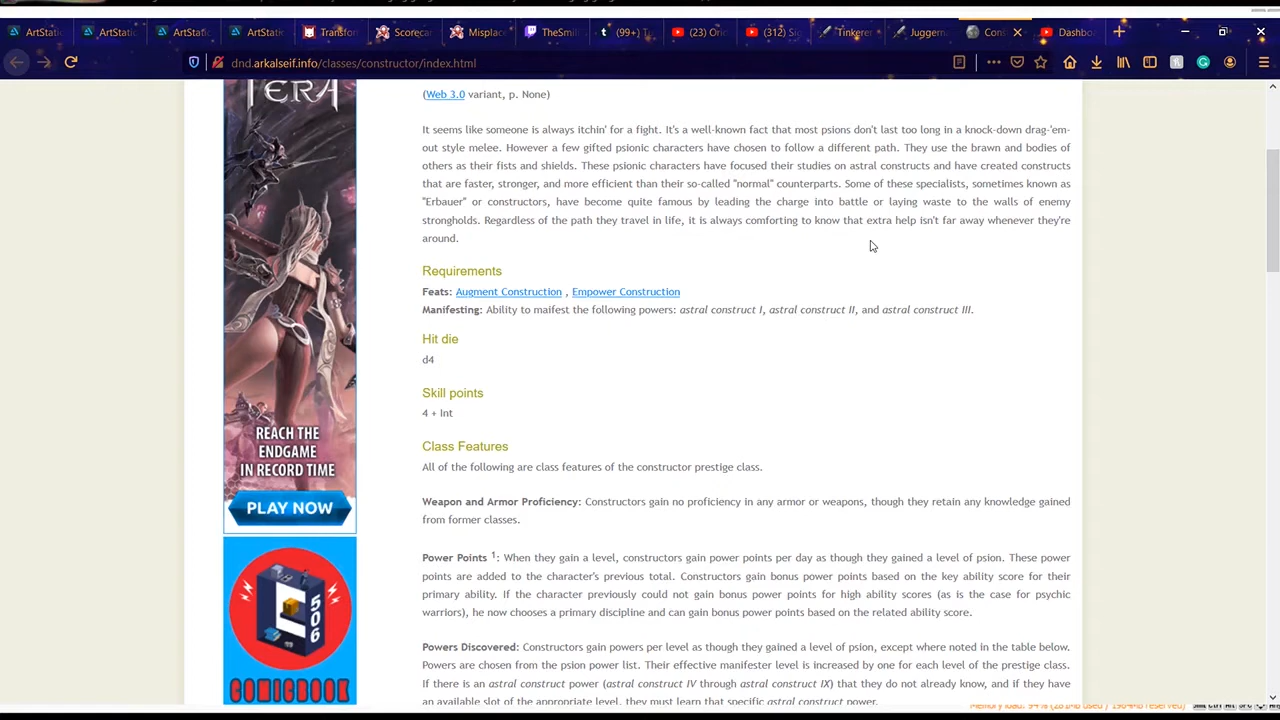 ArtStati
ArtStatic
ArtStatic
ArtStatic
Transfor
Scorecar
Misplace
TheSmil
(99+) T
(23) Ori
(312) Sig
Tinkere
Juggern
Con
Dashbo
dnd.arkalseif.info/classes/constructor/index.html
TERA
REACH THE
ENDGAME
IN RECORD TIME
PLAY NOW
506
COMICBOOK
(Web 3.0 variant, p. None)
It seems like someone is always itchin' for a fight. It's a well-known fact that most psions don't last too long in a knock-down drag-'em-
out style melee. However a few gifted psionic characters have chosen to follow a different path. They use the brawn and bodies of
others as their fists and shields. These psionic characters have focused their studies on astral constructs and have created constructs
that are faster, stronger, and more efficient than their so-called "normal" counterparts. Some of these specialists, sometimes known as
"Erbauer" or constructors, have become quite famous by leading the charge into battle or laying waste to the walls of enemy
strongholds. Regardless of the path they travel in life, it is always comforting to know that extra help isn't far away whenever they're
around.
Requirements
Feats: Augment Construction , Empower Construction
Manifesting: Ability to maifest the following powers: astral construct I, astral construct II, and astral construct III.
Hit die
d4
Skill points
4 + Int
Class Features
All of the following are class features of the constructor prestige class.
Weapon and Armor Proficiency: Constructors gain no proficiency in any armor or weapons, though they retain any knowledge gained
from former classes.
Power Points 1: When they gain a level, constructors gain power points per day as though they gained a level of psion. These power
points are added to the character's previous total. Constructors gain bonus power points based on the key ability score for their
primary ability. If the character previously could not gain bonus power points for high ability scores (as is the case for psychic
warriors), he now chooses a primary discipline and can gain bonus power points based on the related ability score.
Powers Discovered: Constructors gain powers per level as though they gained a level of psion, except where noted in the table below.
Powers are chosen from the psion power list. Their effective manifester level is increased by one for each level of the prestige class.
If there is an astral construct power (astral construct IV through astral construct IX) that they do not already know, and if they have
an available slot of the appropriate level, they must learn that specific astral construct power.